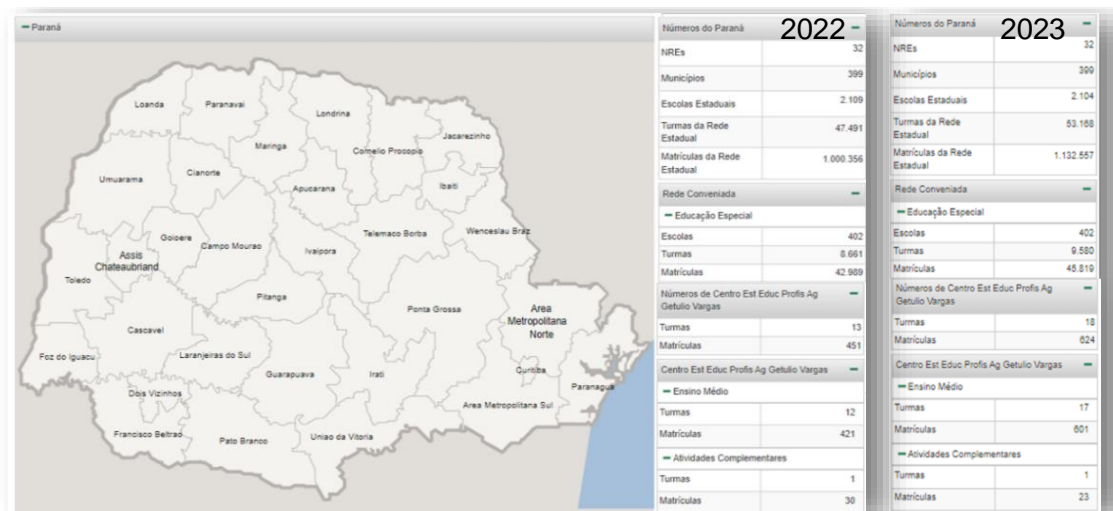 Paraná
Loanda
Paranavai
Londrina
Jacarezinho
Maringa
Cornelio Procopio
Umuarama
Cianorte
Apucarana
Ibaiti
Goioere
Campo Mourao
Ivaipora
Telemaco Borba
Wenceslau Braz
Assis
Chateaubriand
Toledo
Pitanga
Ponta Grossa
Area
Metropolitana
Norte
Cascavel
Foz do Iguacu
Laranjeiras do Sul
Guarapuava
Irati
Curitiba
Paranagua
Dois Vizinhos
Area Metropolitana Sul
Francisco Beltrao
Pato Branco
Uniao da Vitoria
Números do Paraná 2022
NREs 32
Municípios 399
Escolas Estaduais 2.109
Turmas da Rede
Estadual 47.491
Matrículas da Rede
Estadual 1.000.356
Rede Conveniada
Educação Especial
Escolas 402
Turmas 8.661
Matrículas 42.989
Números de Centro Est Educ Profis Ag
Getulio Vargas
Turmas 13
Matrículas 451
Centro Est Educ Profis Ag Getulio Vargas
Ensino Médio
Turmas 12
Matrículas 421
Atividades Complementares
Turmas 1
Matrículas 30
Números do Paraná 2023
NREs 32
Municípios 399
Escolas Estaduais 2.104
Turmas da Rede
Estadual 53.168
Matrículas da Rede
Estadual 1.132.557
Rede Conveniada
Educação Especial
Escolas 402
Turmas 9.580
Matrículas 45.819
Números de Centro Est Educ Profis Ag
Getulio Vargas
Turmas 18
Matrículas 624
Centro Est Educ Profis Ag Getulio Vargas
Ensino Médio
Turmas 17
Matrículas 601
Atividades Complementares
Turmas 1
Matrículas 23